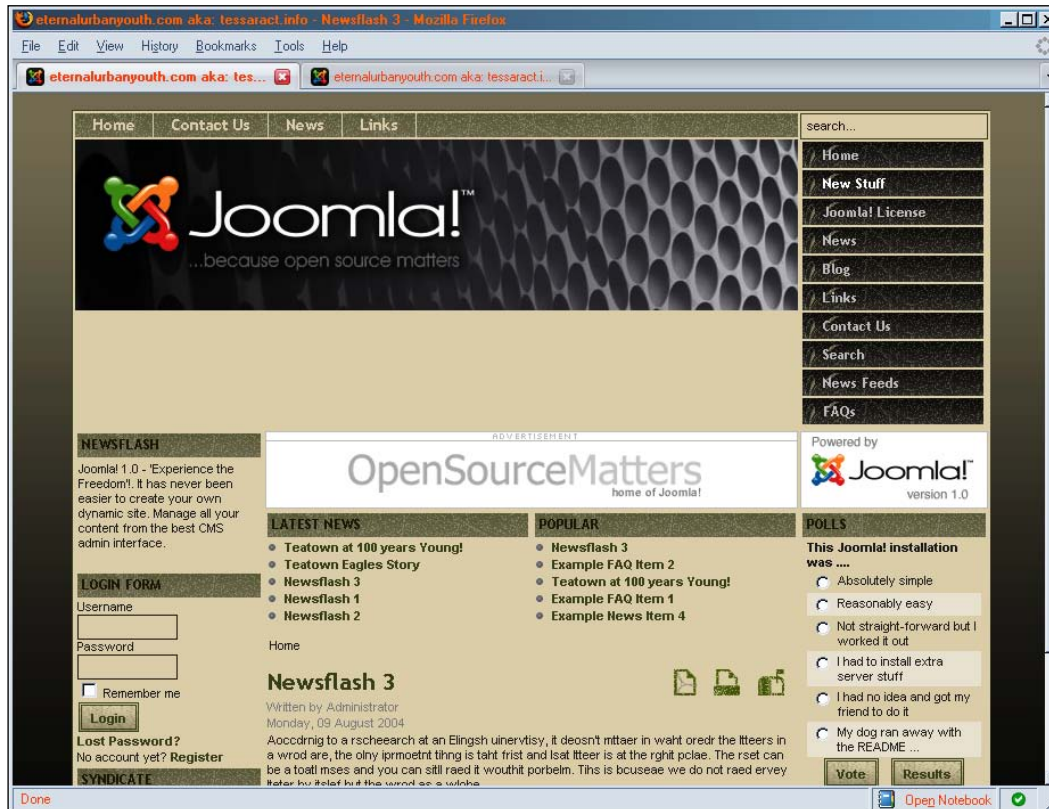 eternalurbanyouth.com aka: tessaract.info - Newsflash 3 - Mozilla Firefox
File Edit View History Bookmarks Tools Help
eternalurbanyouth.com aka: tes...
eternalurbanyouth.com aka: tessaract.i...
Home Contact Us News Links
search...
Joomla!™
...because open source matters
Home
New Stuff
Joomla! License
News
Blog
Links
Contact Us
Search
News Feeds
FAQs
NEWSFLASH
Joomla! 1.0 - 'Experience the
Freedom'!. It has never been
easier to create your own
dynamic site. Manage all your
content from the best CMS
admin interface.
LOGIN FORM
Username
Password
Remember me
Login
Lost Password?
No account yet? Register
SYNDICATE
ADVERTISEMENT
OpenSourceMatters
home of Joomla!
LATEST NEWS
Teatown at 100 years Young!
Teatown Eagles Story
Newsflash 3
Newsflash 1
Newsflash 2
POPULAR
Newsflash 3
Example FAQ Item 2
Teatown at 100 years Young!
Example FAQ Item 1
Example News Item 4
Home
Newsflash 3
Written by Administrator
Monday, 09 August 2004
Aoccdrnig to a rscheearch at an Elingsh uinervtisy, it deosn't mttaer in waht oredr the ltteers in
a wrod are, the olny iprmoetnt tihng is taht frist and lsat ltteer is at the rghit pclae. The rset can
be a toatl mses and you can sitll raed it wouthit porbelm. Tihs is bcuseae we do not raed ervey
lteter by itslef but the wrod as a wlohe.
Powered by
Joomla!™
version 1.0
POLLS
This Joomla! installation
was ....
Absolutely simple
Reasonably easy
Not straight-forward but I
worked it out
I had to install extra
server stuff
I had no idea and got my
friend to do it
My dog ran away with
the README ...
Vote Results
Done
Open Notebook